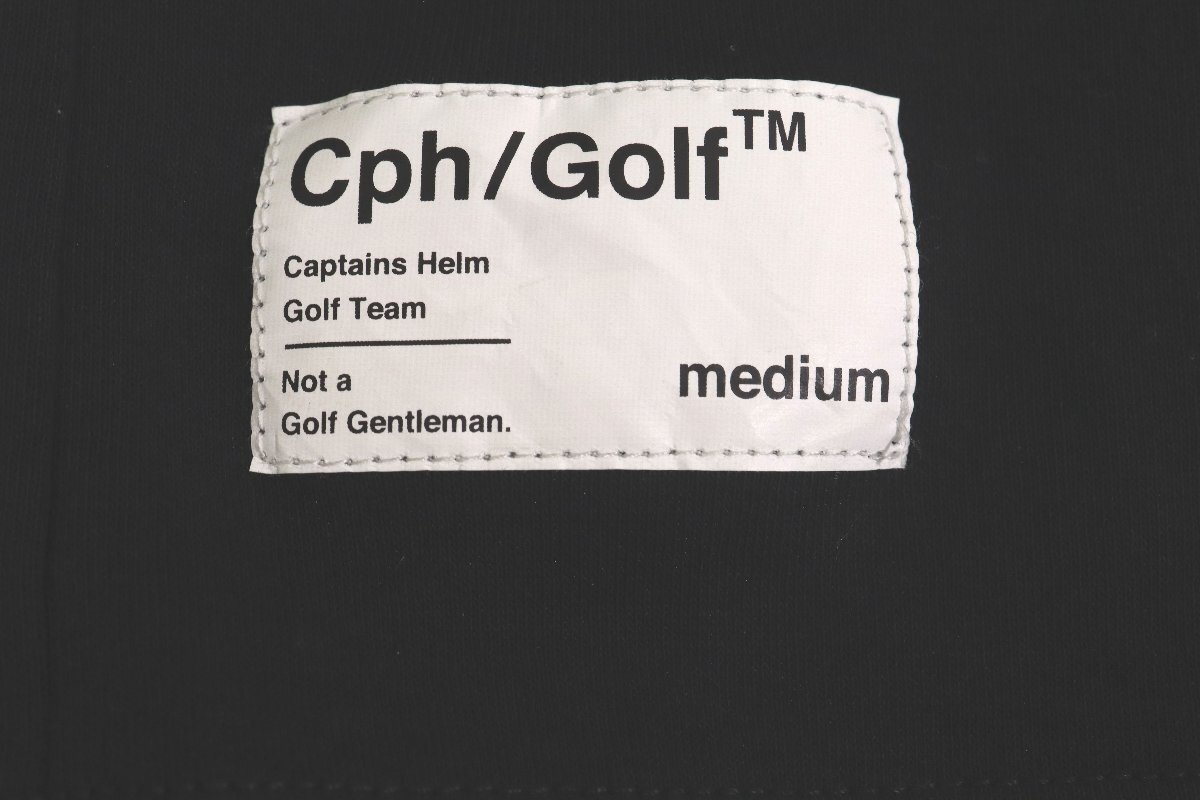 Cph/Golf™
Captains Helm
Golf Team
Not a
Golf Gentleman.
medium